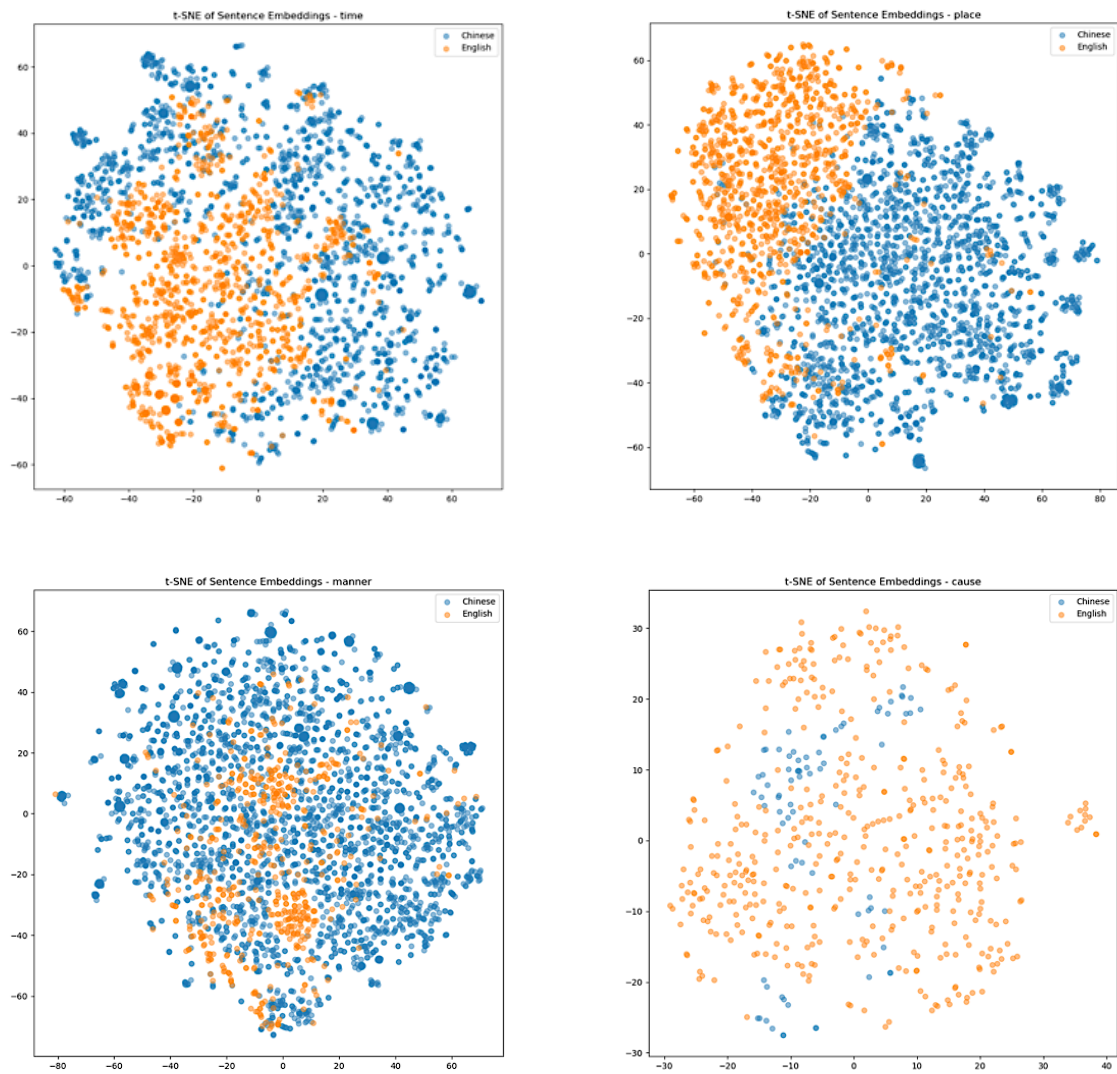 t-SNE of Sentence Embeddings - time
Chinese
English
60
40
20
0
−20
−40
−60
−60 −40 −20 0 20 40 60
t-SNE of Sentence Embeddings - place
Chinese
English
60
40
20
0
−20
−40
−60
−60 −40 −20 0 20 40 60 80
t-SNE of Sentence Embeddings - manner
Chinese
English
60
40
20
0
−20
−40
−60
−80 −60 −40 −20 0 20 40 60
t-SNE of Sentence Embeddings - cause
Chinese
English
30
20
10
0
−10
−20
−30
−30 −20 −10 0 10 20 30 40